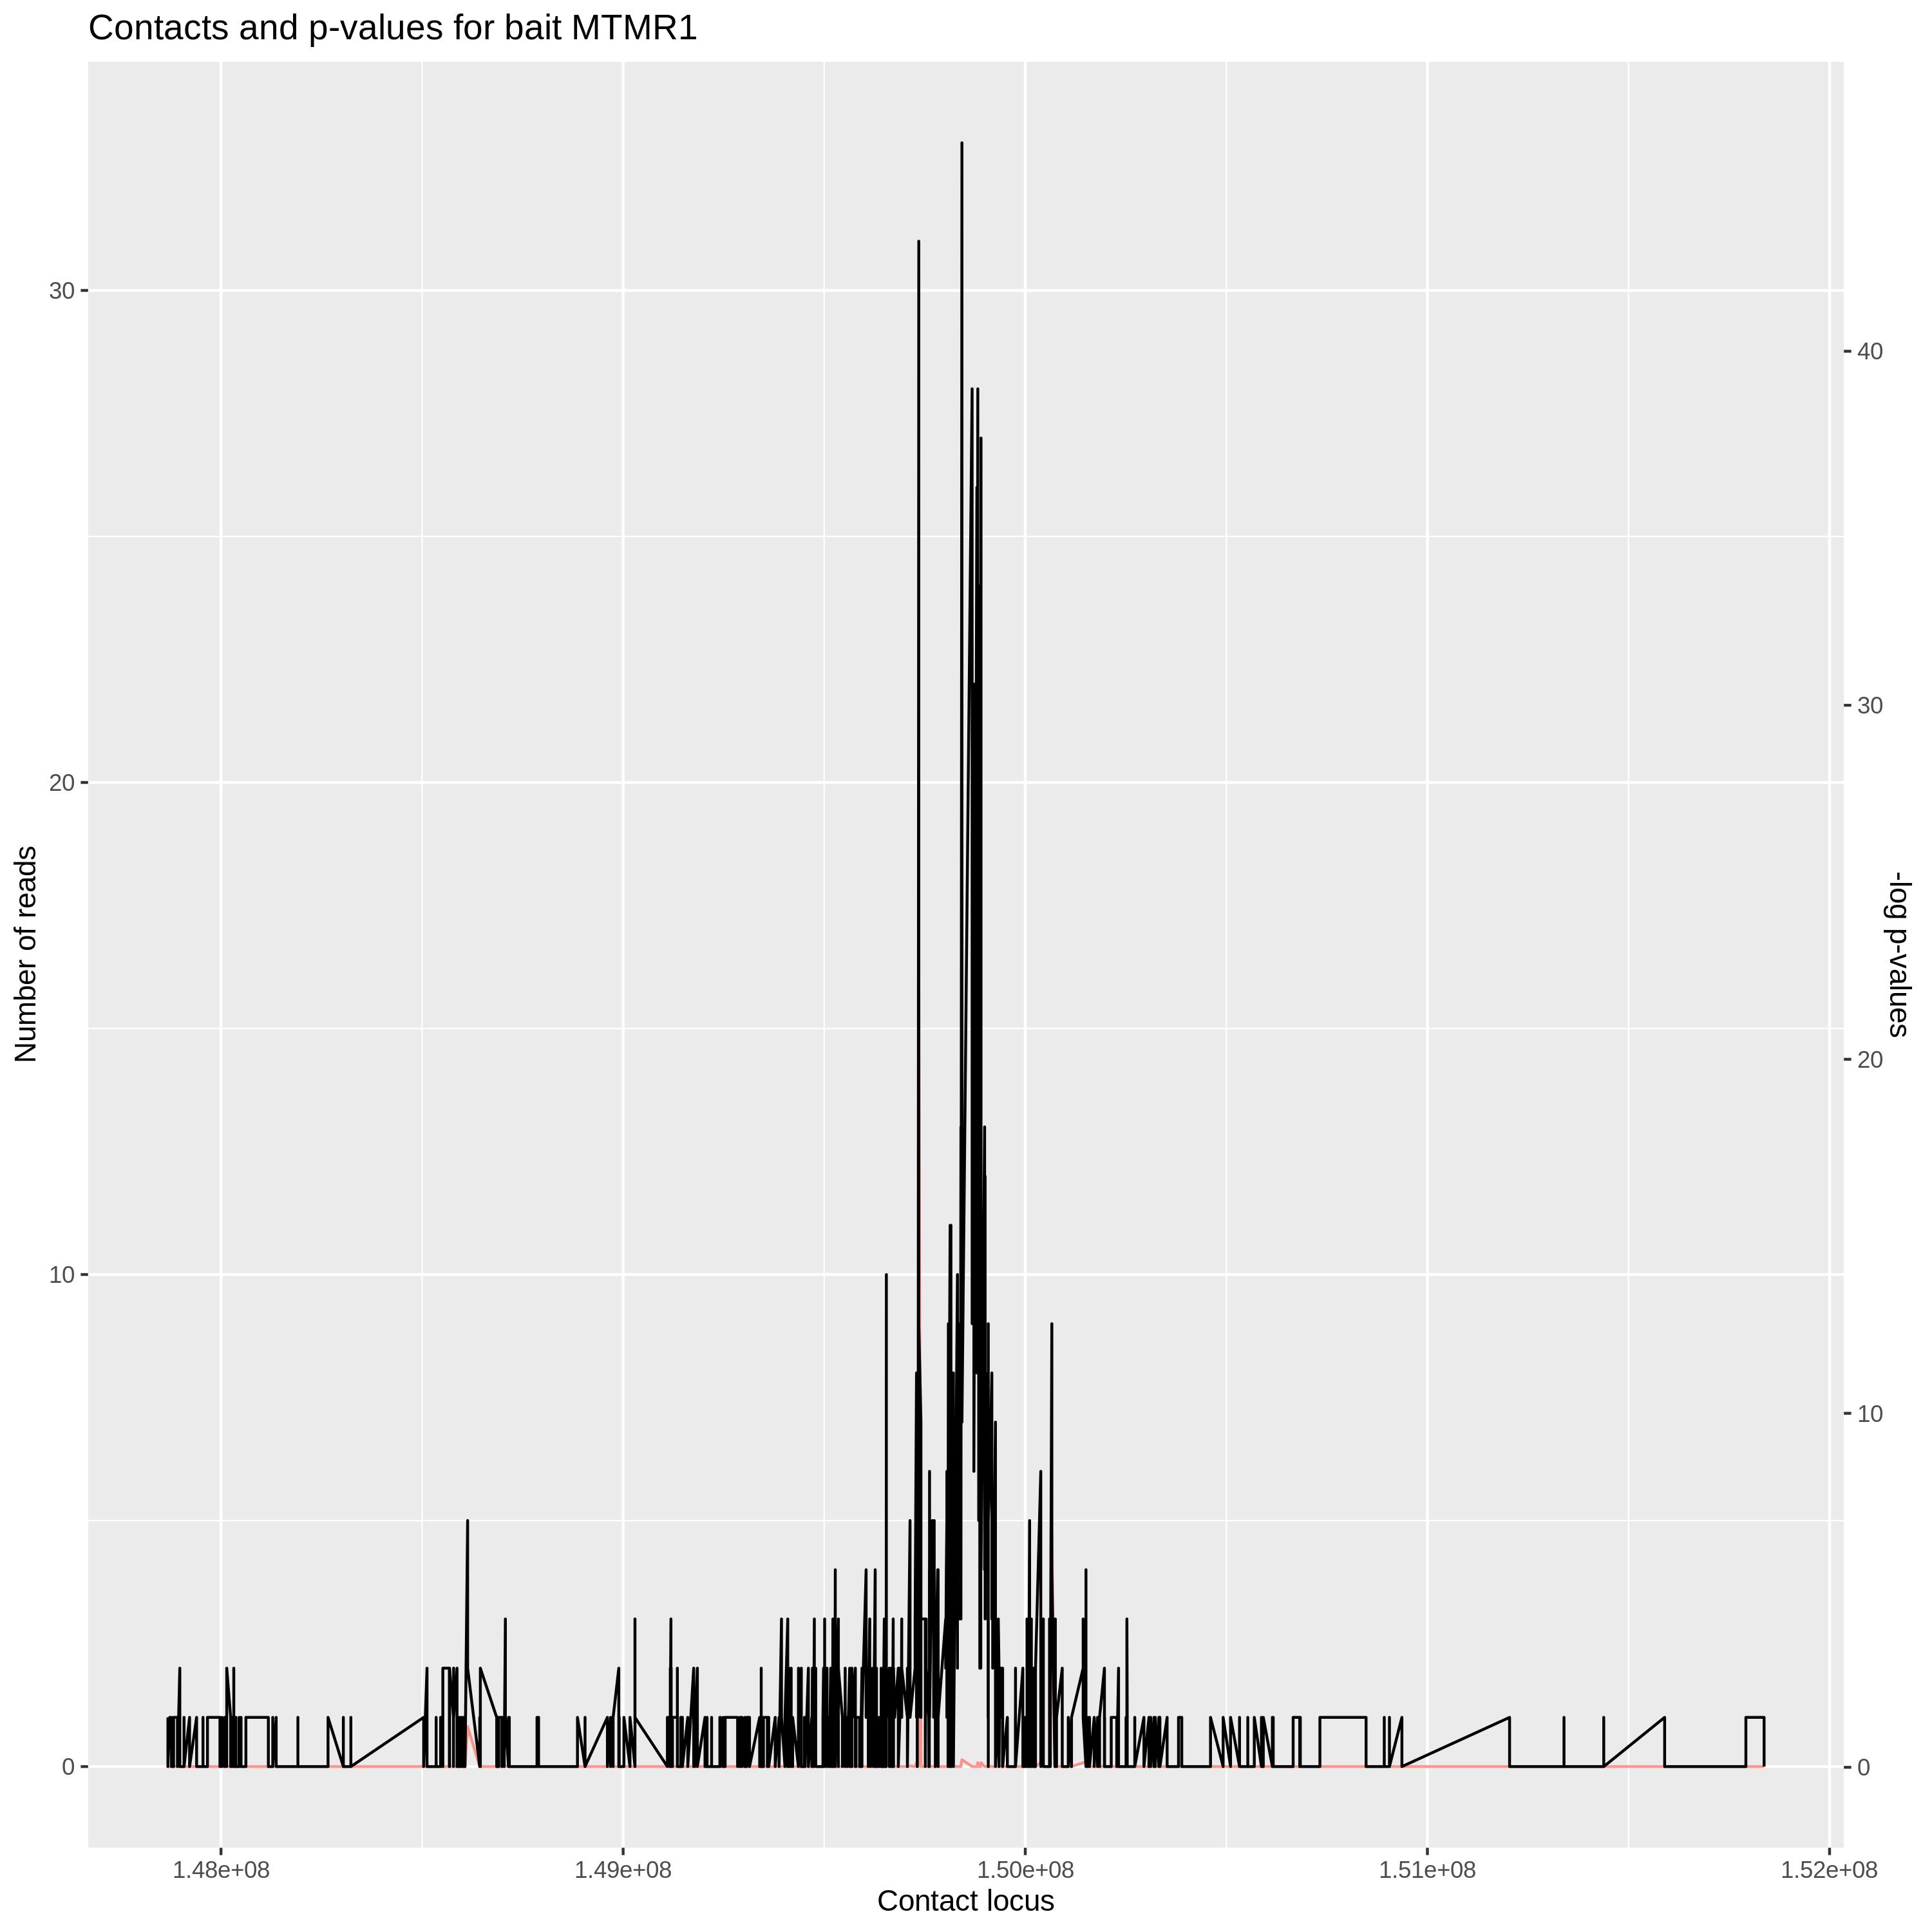 Contacts and p-values for bait MTMR1
30
20
10
0
Number of reads
40
30
20
10
0
-log p-values
1.48e+08
1.49e+08
1.50e+08
1.51e+08
1.52e+08
Contact locus